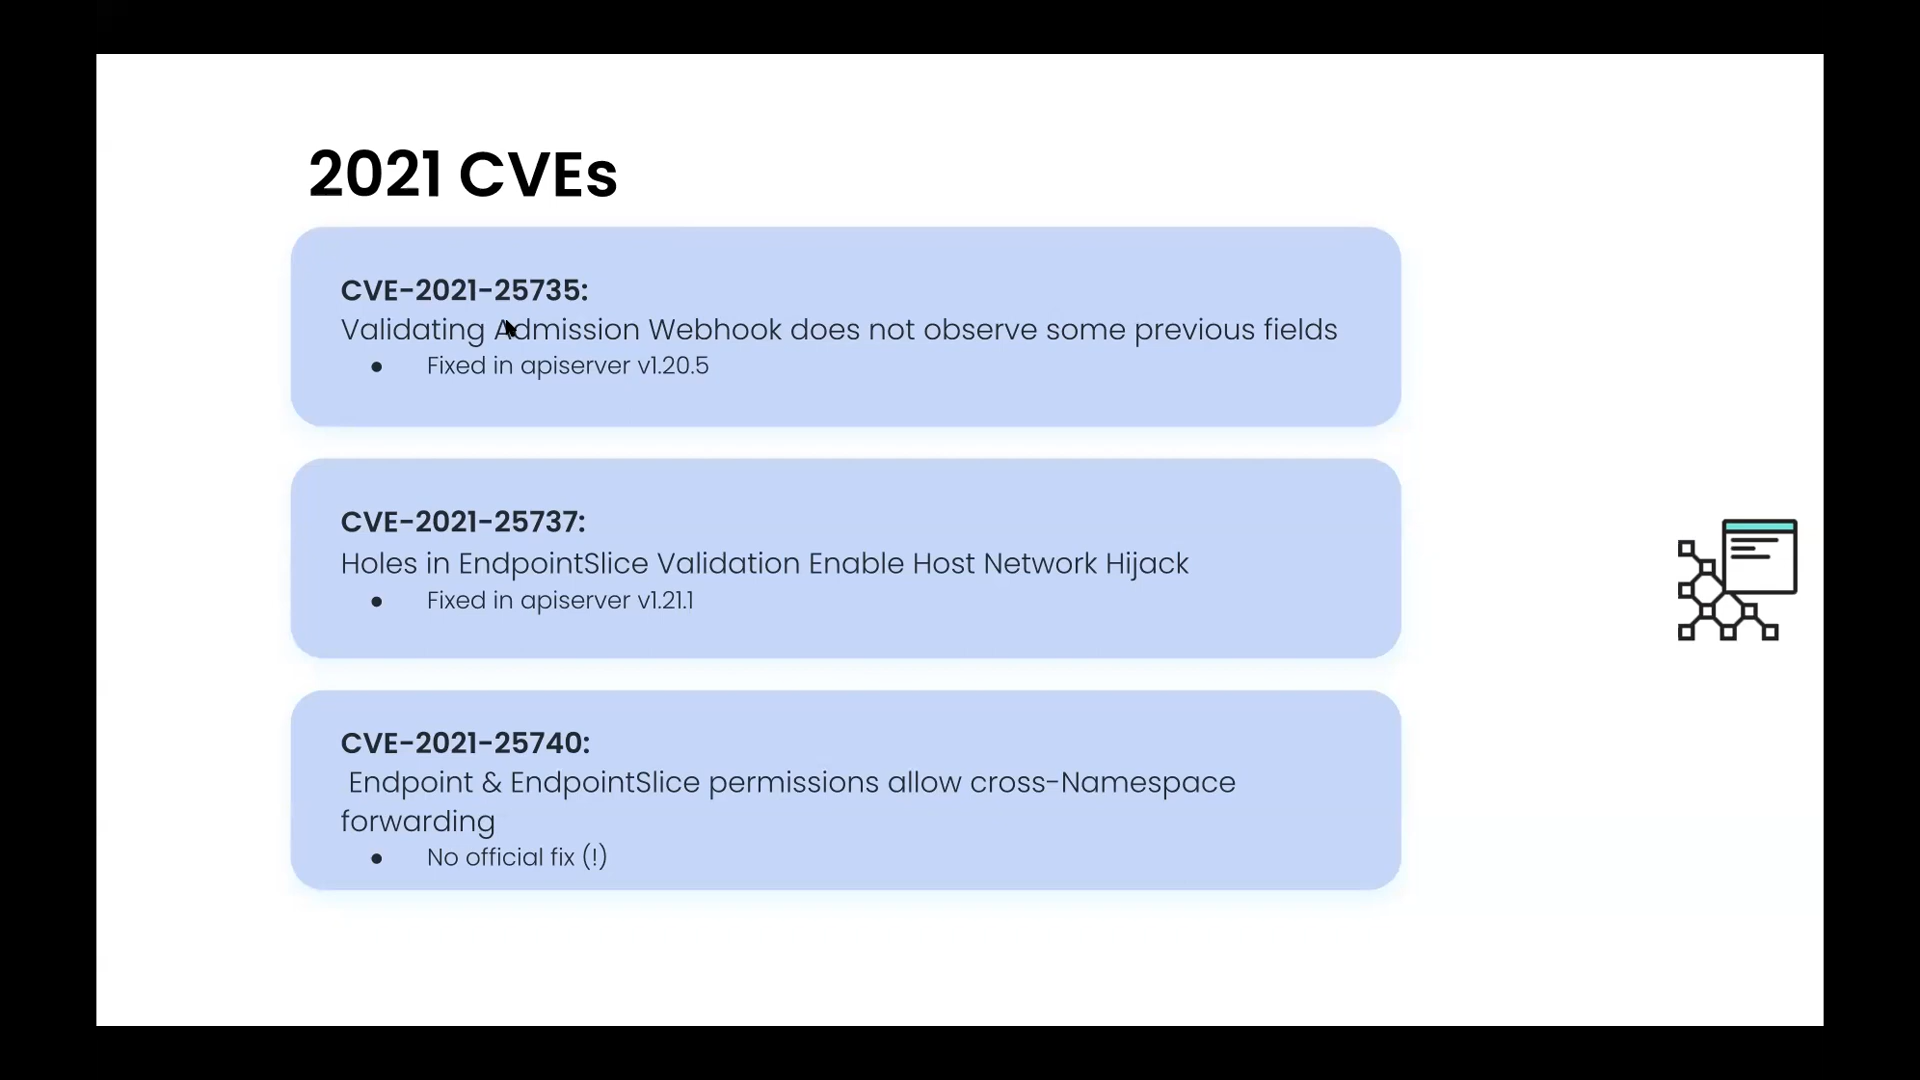 2021 CVEs
CVE-2021-25735:
Validating Admission Webhook does not observe some previous fields
● Fixed in apiserver v1.20.5
CVE-2021-25737:
Holes in EndpointSlice Validation Enable Host Network Hijack
● Fixed in apiserver v1.21.1
CVE-2021-25740:
Endpoint & EndpointSlice permissions allow cross-Namespace
forwarding
● No official fix (!)